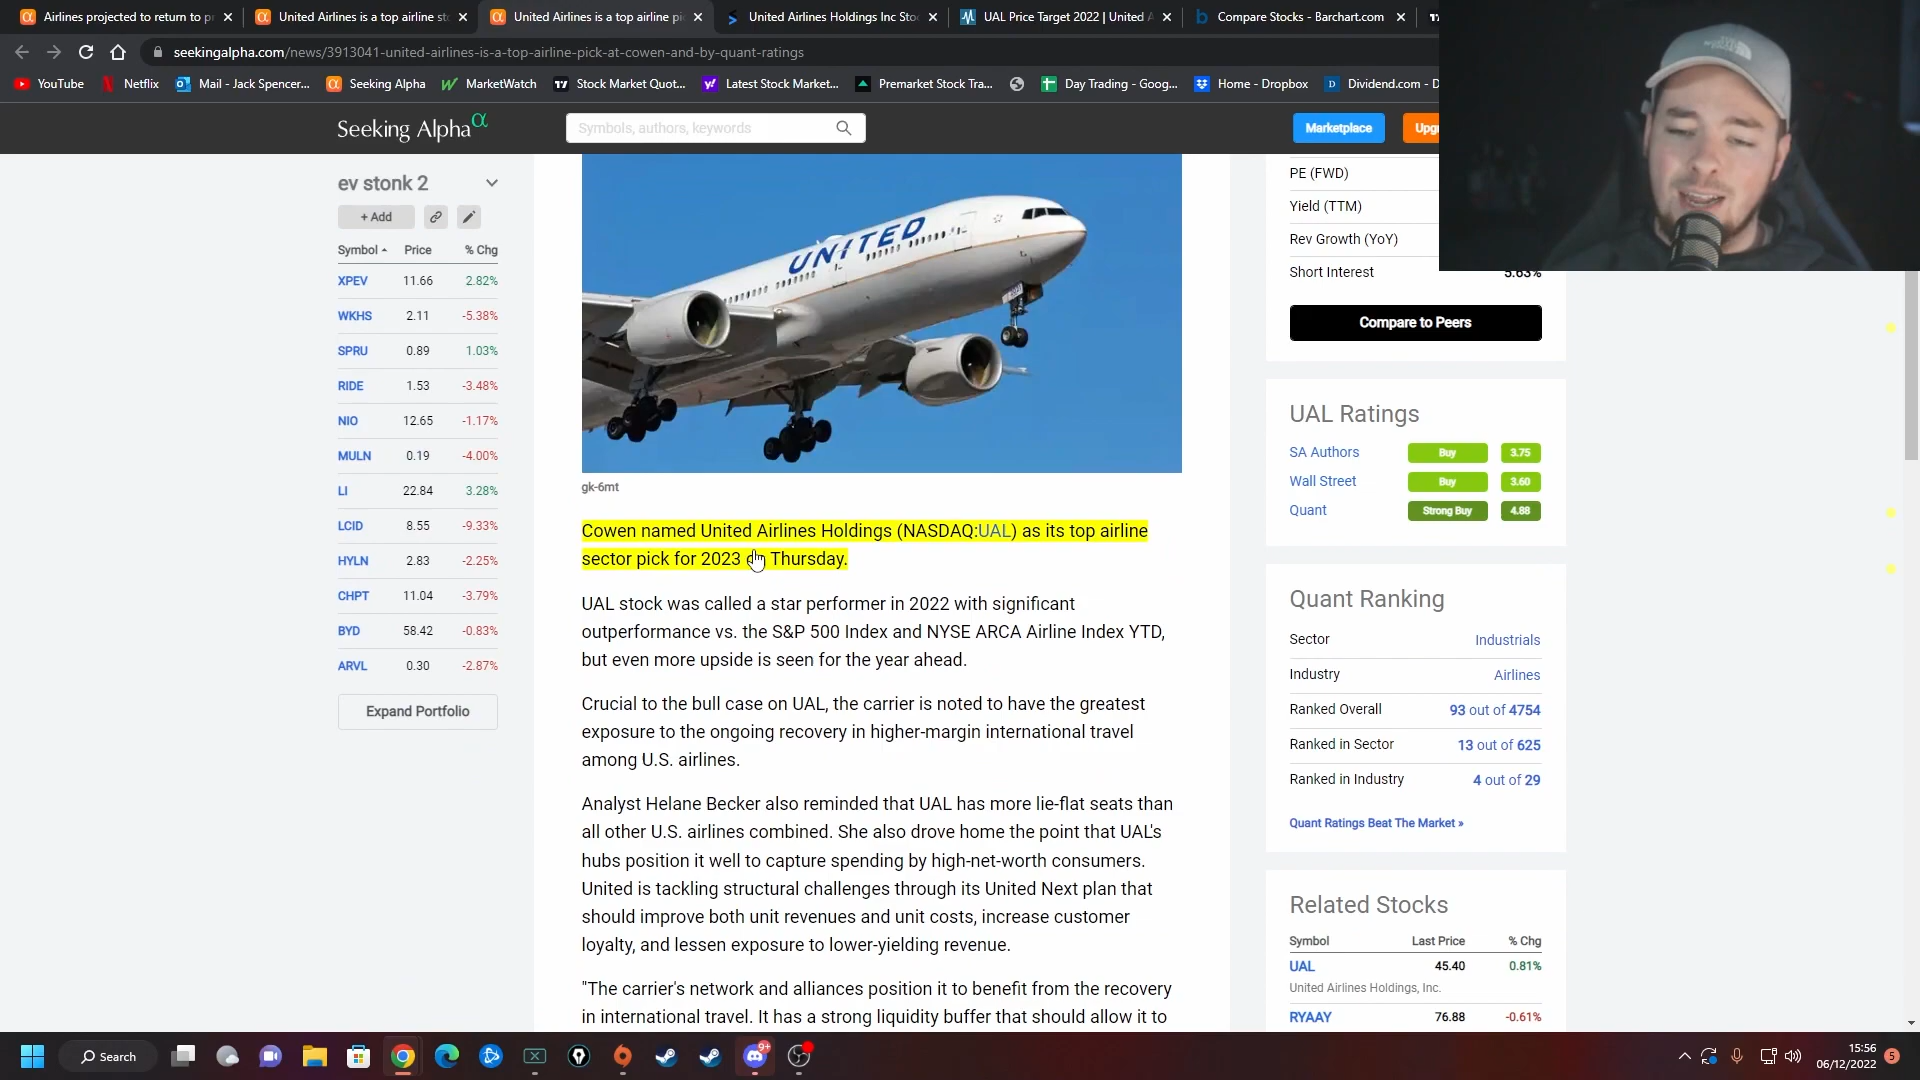 Airlines projected to return to p
United Airlines is a top airline st
United Airlines is a top airline pi
United Airlines Holdings Inc Sto
UAL Price Target 2022 | United A
Compare Stocks - Barchart.com
seekingalpha.com/news/3913041-united-airlines-is-a-top-airline-pick-at-cowen-and-by-quant-ratings
YouTube
Netflix
Mail - Jack Spencer...
Seeking Alpha
MarketWatch
Stock Market Quot...
Latest Stock Market...
Premarket Stock Tra...
Day Trading - Goog...
Home - Dropbox
Dividend.com - D
Seeking Alpha α
Symbols, authors, keywords
Marketplace
Upg
ev stonk 2
+ Add
Symbol Price % Chg
XPEV 11.66 2.82%
WKHS 2.11 -5.38%
SPRU 0.89 1.03%
RIDE 1.53 -3.48%
NIO 12.65 -1.17%
MULN 0.19 -4.00%
LI 22.84 3.28%
LCID 8.55 -9.33%
HYLN 2.83 -2.25%
CHPT 11.04 -3.79%
BYD 58.42 -0.83%
ARVL 0.30 -2.87%
Expand Portfolio
UNITED
gk-6mt
Cowen named United Airlines Holdings (NASDAQ:UAL) as its top airline
sector pick for 2023 on Thursday.
UAL stock was called a star performer in 2022 with significant
outperformance vs. the S&P 500 Index and NYSE ARCA Airline Index YTD,
but even more upside is seen for the year ahead.
Crucial to the bull case on UAL, the carrier is noted to have the greatest
exposure to the ongoing recovery in higher-margin international travel
among U.S. airlines.
Analyst Helane Becker also reminded that UAL has more lie-flat seats than
all other U.S. airlines combined. She also drove home the point that UAL's
hubs position it well to capture spending by high-net-worth consumers.
United is tackling structural challenges through its United Next plan that
should improve both unit revenues and unit costs, increase customer
loyalty, and lessen exposure to lower-yielding revenue.
"The carrier's network and alliances position it to benefit from the recovery
in international travel. It has a strong liquidity buffer that should allow it to
PE (FWD)
Yield (TTM)
Rev Growth (YoY)
Short Interest 5.63%
Compare to Peers
UAL Ratings
SA Authors Buy 3.75
Wall Street Buy 3.60
Quant Strong Buy 4.88
Quant Ranking
Sector Industrials
Industry Airlines
Ranked Overall 93 out of 4754
Ranked in Sector 13 out of 625
Ranked in Industry 4 out of 29
Quant Ratings Beat The Market »
Related Stocks
Symbol Last Price % Chg
UAL 45.40 0.81%
United Airlines Holdings, Inc.
RYAAY 76.88 -0.61%
Search
9+
15:56
06/12/2022
5